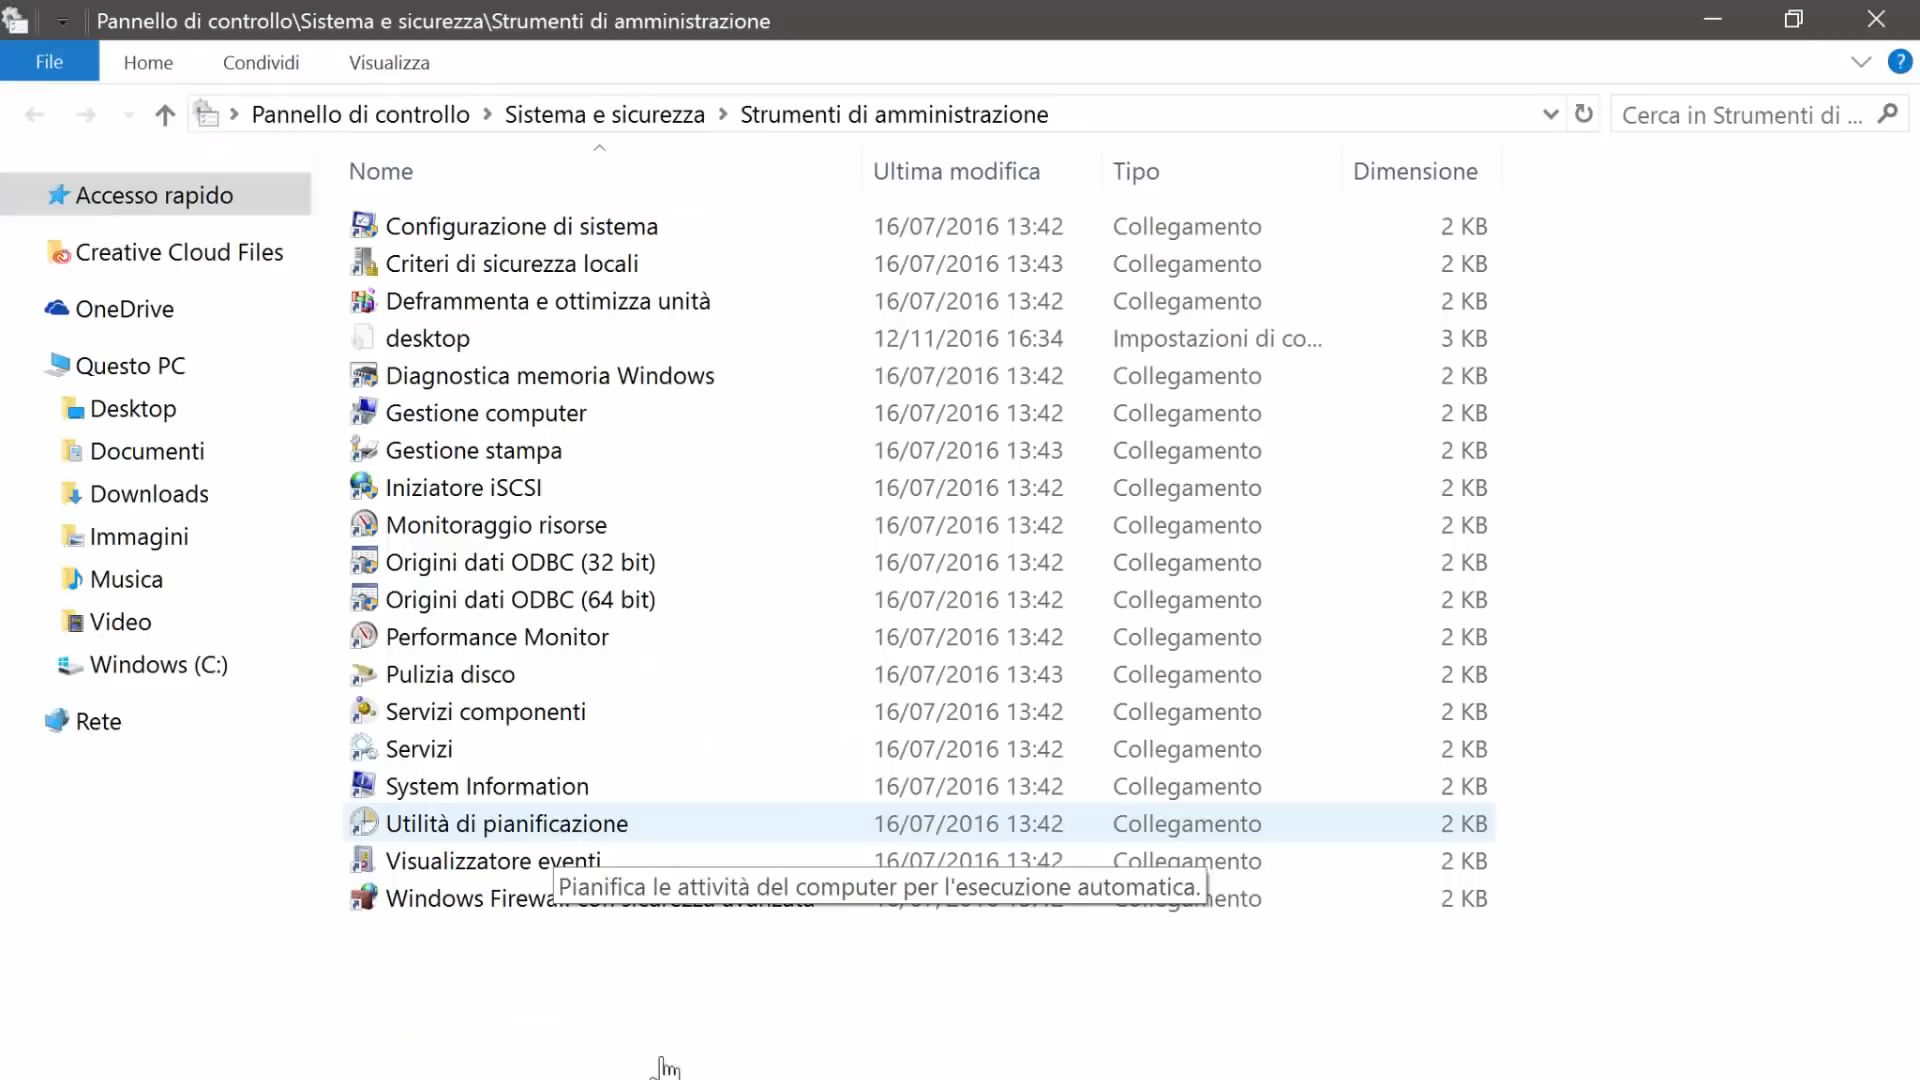 Pannello di controllo\Sistema e sicurezza\Strumenti di amministrazione
File Home Condividi Visualizza ?
Pannello di controllo Sistema e sicurezza Strumenti di amministrazione Cerca in Strumenti di ...
Nome Ultima modifica Tipo Dimensione
Accesso rapido
Creative Cloud Files
OneDrive
Questo PC
Desktop
Documenti
Downloads
Immagini
Musica
Video
Windows (C:)
Rete
Configurazione di sistema 16/07/2016 13:42 Collegamento 2 KB
Criteri di sicurezza locali 16/07/2016 13:43 Collegamento 2 KB
Deframmenta e ottimizza unità 16/07/2016 13:42 Collegamento 2 KB
desktop 12/11/2016 16:34 Impostazioni di co... 3 KB
Diagnostica memoria Windows 16/07/2016 13:42 Collegamento 2 KB
Gestione computer 16/07/2016 13:42 Collegamento 2 KB
Gestione stampa 16/07/2016 13:43 Collegamento 2 KB
Iniziatore iSCSI 16/07/2016 13:42 Collegamento 2 KB
Monitoraggio risorse 16/07/2016 13:42 Collegamento 2 KB
Origini dati ODBC (32 bit) 16/07/2016 13:42 Collegamento 2 KB
Origini dati ODBC (64 bit) 16/07/2016 13:42 Collegamento 2 KB
Performance Monitor 16/07/2016 13:42 Collegamento 2 KB
Pulizia disco 16/07/2016 13:43 Collegamento 2 KB
Servizi componenti 16/07/2016 13:42 Collegamento 2 KB
Servizi 16/07/2016 13:42 Collegamento 2 KB
System Information 16/07/2016 13:42 Collegamento 2 KB
Utilità di pianificazione 16/07/2016 13:42 Collegamento 2 KB
Visualizzatore eventi 16/07/2016 13:42 Collegamento 2 KB
Pianifica le attività del computer per l'esecuzione automatica.
Windows 2 KB